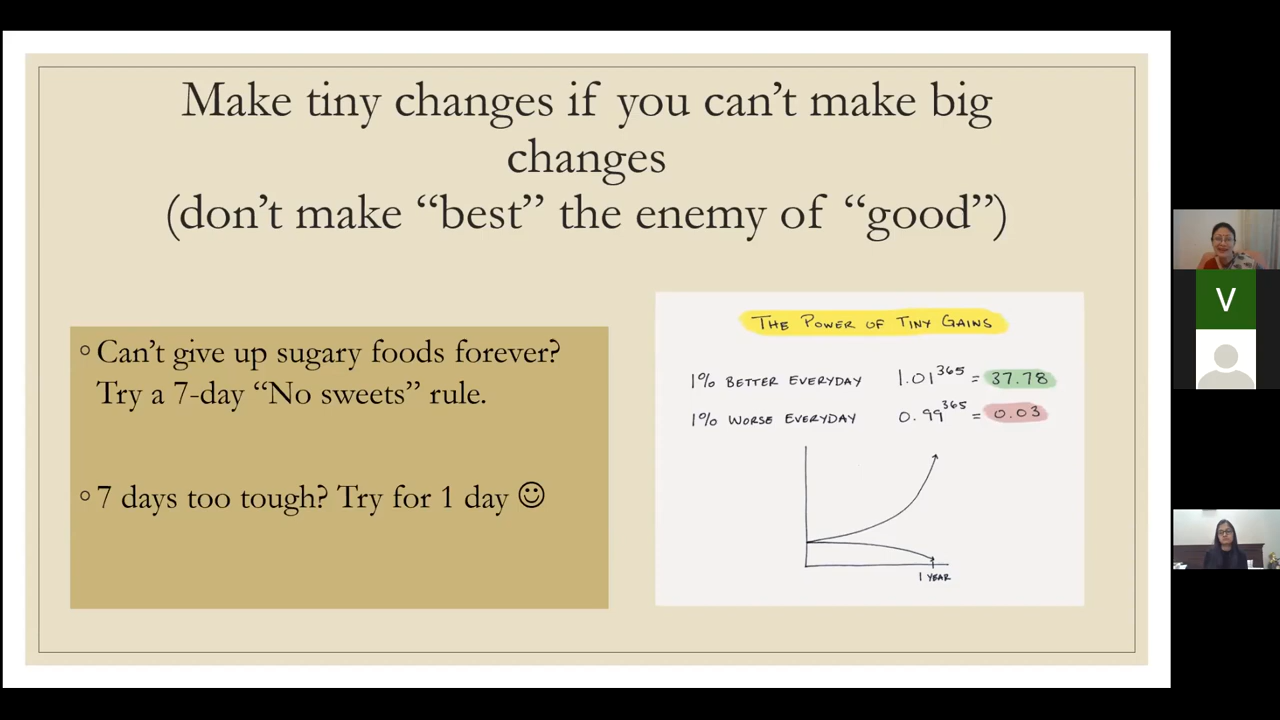 Make tiny changes if you can’t make big
changes
(don’t make “best” the enemy of “good”)
◦ Can’t give up sugary foods forever?
Try a 7-day “No sweets” rule.
◦ 7 days too tough? Try for 1 day ☺
THE POWER OF TINY GAINS
1% BETTER EVERYDAY 1.01^365 = 37.78
1% WORSE EVERYDAY 0.99^365 = 0.03
1 YEAR
V